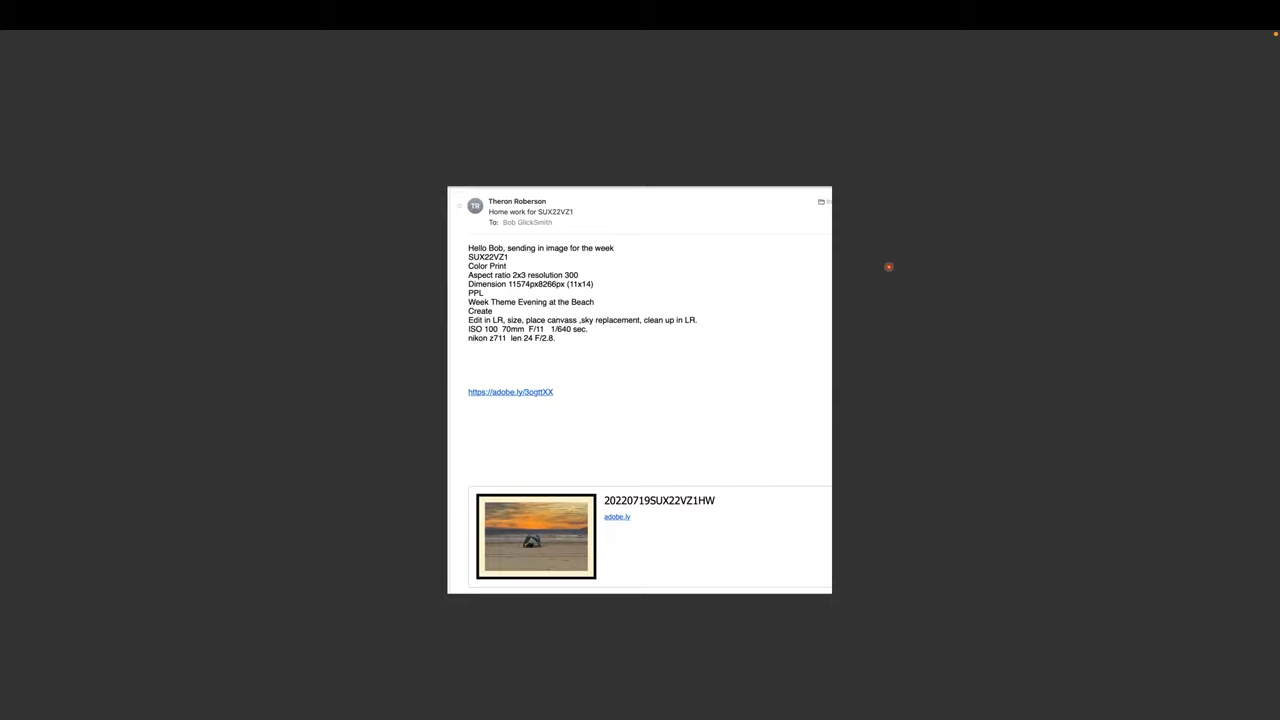 TR
Theron Roberson
Home work for SUX22VZ1
To: Bob GlickSmith
Hello Bob, sending in image for the week
SUX22VZ1
Color Print
Aspect ratio 2x3 resolution 300
Dimension 11574px8266px (11x14)
PPL
Week Theme Evening at the Beach
Create
Edit in LR, size, place canvass ,sky replacement, clean up in LR.
ISO 100 70mm F/11 1/640 sec.
nikon z711 len 24 F/2.8.
https://adobe.ly/3ogttXX
20220719SUX22VZ1HW
adobe.ly